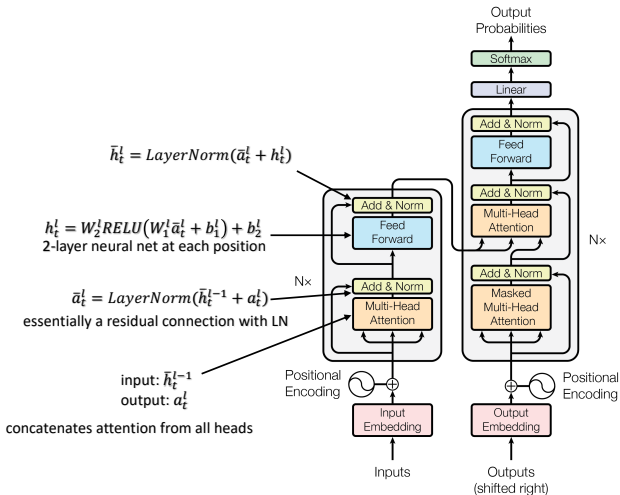 Output
Probabilities
Softmax
Linear
Add & Norm
Feed
Forward
Add & Norm
Multi-Head
Attention
N×
Add & Norm
Masked
Multi-Head
Attention
Positional
Encoding
Output
Embedding
Outputs
(shifted right)
h̄ₜˡ = LayerNorm(āₜˡ + hₜˡ)
hₜˡ = W₂ˡRELU(W₁ˡāₜˡ + b₁ˡ) + b₂ˡ
2-layer neural net at each position
āₜˡ = LayerNorm(h̄ₜˡ⁻¹ + aₜˡ)
essentially a residual connection with LN
input: h̄ₜˡ⁻¹
output: aₜˡ
concatenates attention from all heads
Add & Norm
Feed
Forward
N×
Add & Norm
Multi-Head
Attention
Positional
Encoding
Input
Embedding
Inputs